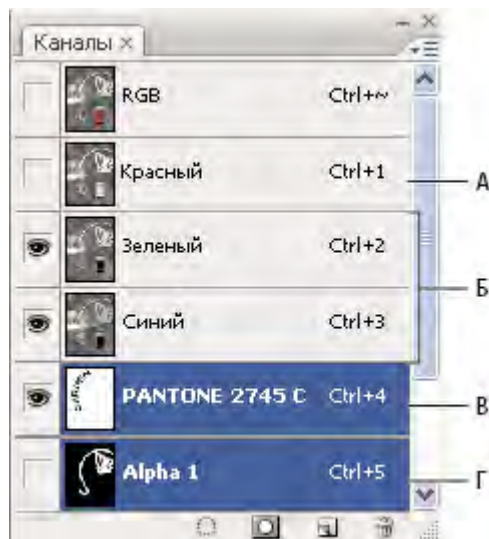 Каналы ×
RGB Ctrl+~
Красный Ctrl+1
А
Зеленый Ctrl+2
Б
Синий Ctrl+3
PANTONE 2745 C Ctrl+4
В
Alpha 1 Ctrl+5
Г